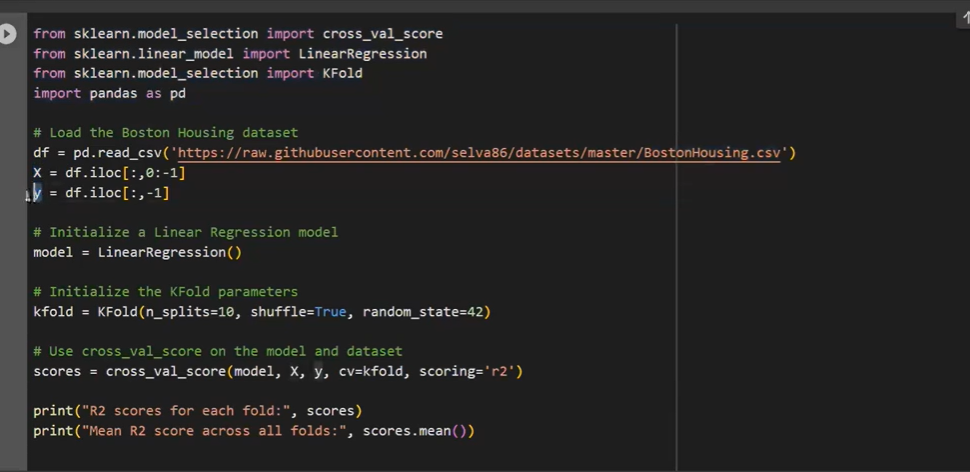 from sklearn.model_selection import cross_val_score
from sklearn.linear_model import LinearRegression
from sklearn.model_selection import KFold
import pandas as pd
# Load the Boston Housing dataset
df = pd.read_csv('https://raw.githubusercontent.com/selva86/datasets/master/BostonHousing.csv')
X = df.iloc[:,0:-1]
y = df.iloc[:,-1]
# Initialize a Linear Regression model
model = LinearRegression()
# Initialize the KFold parameters
kfold = KFold(n_splits=10, shuffle=True, random_state=42)
# Use cross_val_score on the model and dataset
scores = cross_val_score(model, X, y, cv=kfold, scoring='r2')
print("R2 scores for each fold:", scores)
print("Mean R2 score across all folds:", scores.mean())